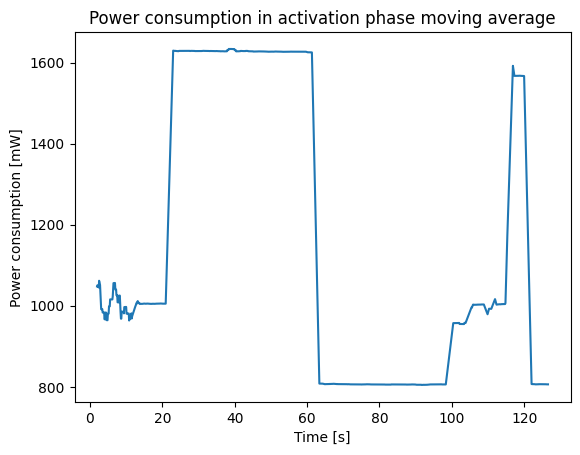 Power consumption in activation phase moving average
Power consumption [mW]
1600
1400
1200
1000
800
0 20 40 60 80 100 120
Time [s]